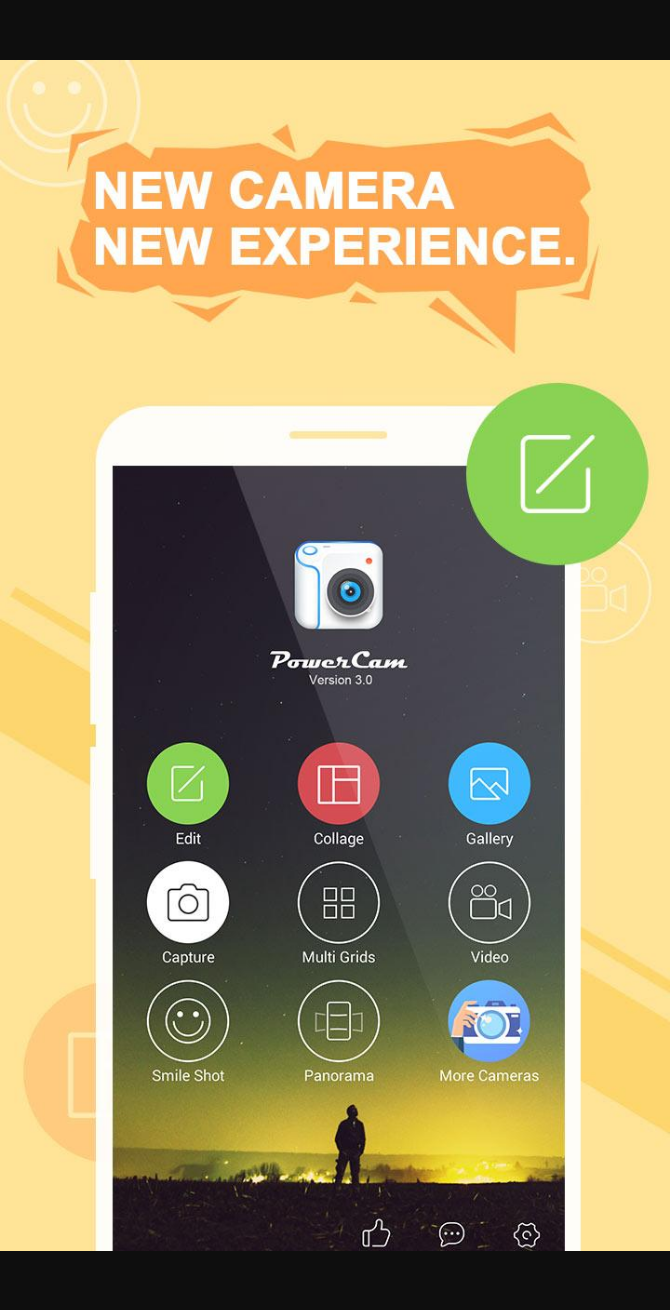 NEW CAMERA
NEW EXPERIENCE.
PowerCam
Version 3.0
Edit
Collage
Gallery
Capture
Multi Grids
Video
Smile Shot
Panorama
More Cameras